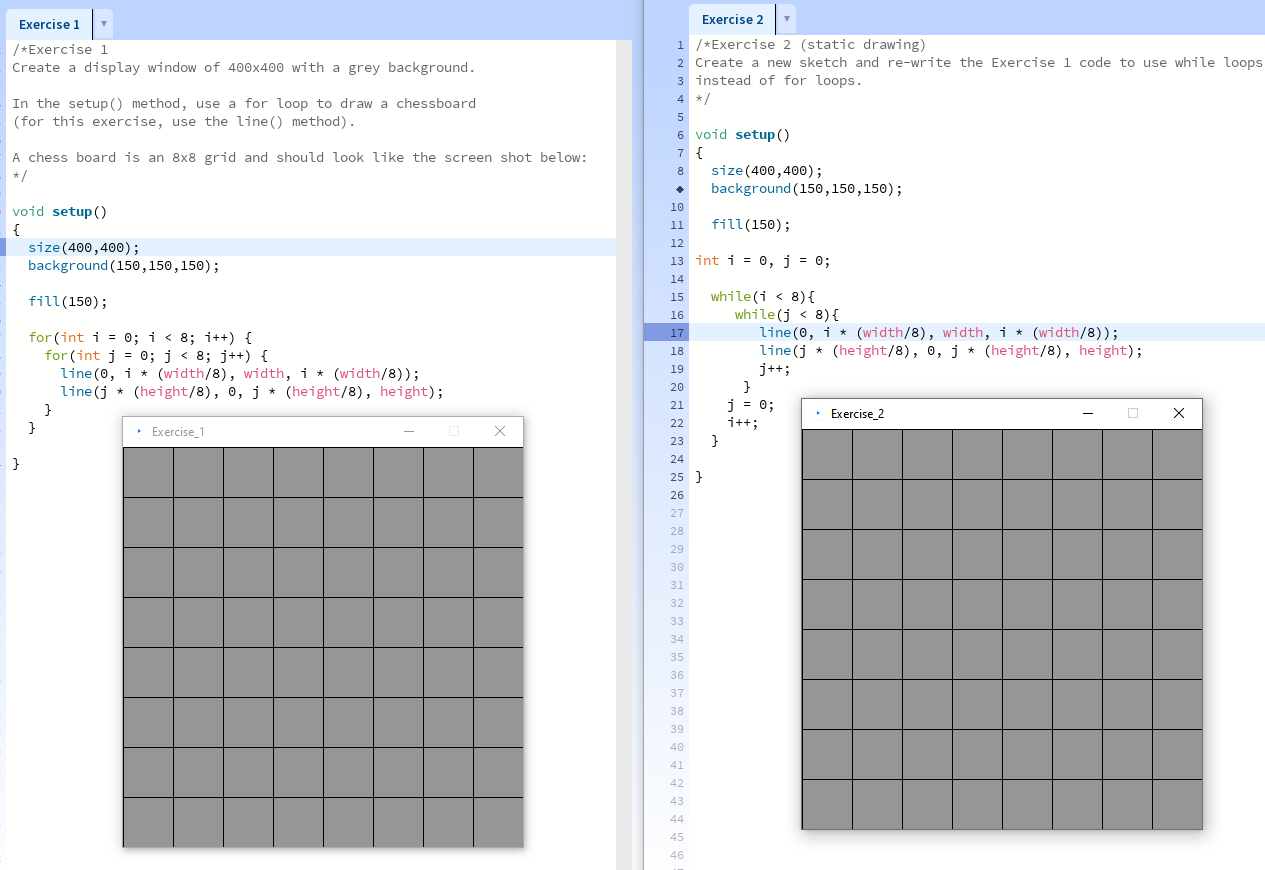 Exercise 1
/*Exercise 1
Create a display window of 400x400 with a grey background.
In the setup() method, use a for loop to draw a chessboard
(for this exercise, use the line() method).
A chess board is an 8x8 grid and should look like the screen shot below:
*/
void setup()
{
size(400,400);
background(150,150,150);
fill(150);
for(int i = 0; i < 8; i++) {
for(int j = 0; j < 8; j++) {
line(0, i * (width/8), width, i * (width/8));
line(j * (height/8), 0, j * (height/8), height);
}
}
}
Exercise_1
Exercise 2
1 /*Exercise 2 (static drawing)
2 Create a new sketch and re-write the Exercise 1 code to use while loops
3 instead of for loops.
4 */
5
6 void setup()
7 {
8 size(400,400);
◆ background(150,150,150);
10
11 fill(150);
12
13 int i = 0, j = 0;
14
15 while(i < 8){
16 while(j < 8){
17 line(0, i * (width/8), width, i * (width/8));
18 line(j * (height/8), 0, j * (height/8), height);
19 j++;
20 }
21 j = 0;
22 i++;
23 }
24
25 }
26
27
28
29
30
31
32
33
34
35
36
37
38
39
40
41
42
43
44
45
46
Exercise_2